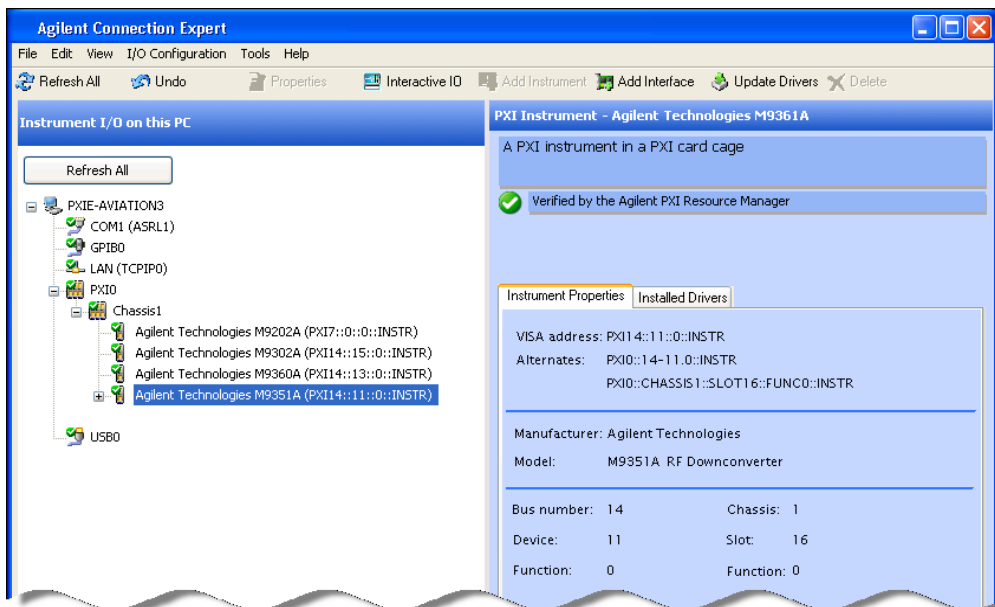 Agilent Connection Expert
File Edit View I/O Configuration Tools Help
Refresh All Undo Properties Interactive IO Add Instrument Add Interface Update Drivers Delete
Instrument I/O on this PC
Refresh All
PXIE-AVIATION3
COM1 (ASRL1)
GPIB0
LAN (TCPIP0)
PXI0
Chassis1
Agilent Technologies M9202A (PXI7::0::0::INSTR)
Agilent Technologies M9302A (PXI14::15::0::INSTR)
Agilent Technologies M9360A (PXI14::13::0::INSTR)
Agilent Technologies M9351A (PXI14::11::0::INSTR)
USB0
PXI Instrument - Agilent Technologies M9361A
A PXI instrument in a PXI card cage
Verified by the Agilent PXI Resource Manager
Instrument Properties Installed Drivers
VISA address: PXI14::11::0::INSTR
Alternates: PXI0::14-11.0::INSTR
PXI0::CHASSIS1::SLOT16::FUNC0::INSTR
Manufacturer: Agilent Technologies
Model: M9351A RF Downconverter
Bus number: 14 Chassis: 1
Device: 11 Slot: 16
Function: 0 Function: 0